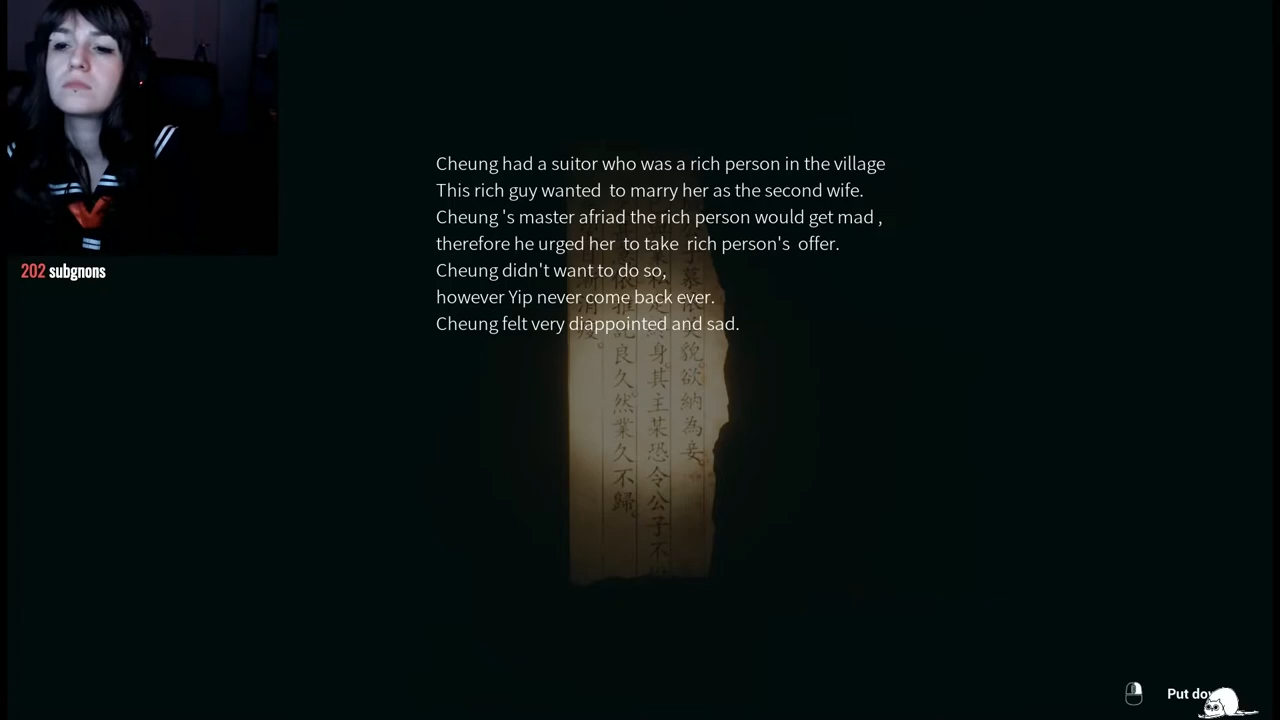 Cheung had a suitor who was a rich person in the village
This rich guy wanted  to marry her as the second wife.
Cheung 's master afriad the rich person would get mad ,
therefore he urged her  to take  rich person's  offer.
Cheung didn't want to do so,
however Yip never come back ever.
Cheung felt very diappointed and sad.
貌。欲納為妾
身。其主某恐令公子不
良久然業久不歸。
202 subgnons
Put